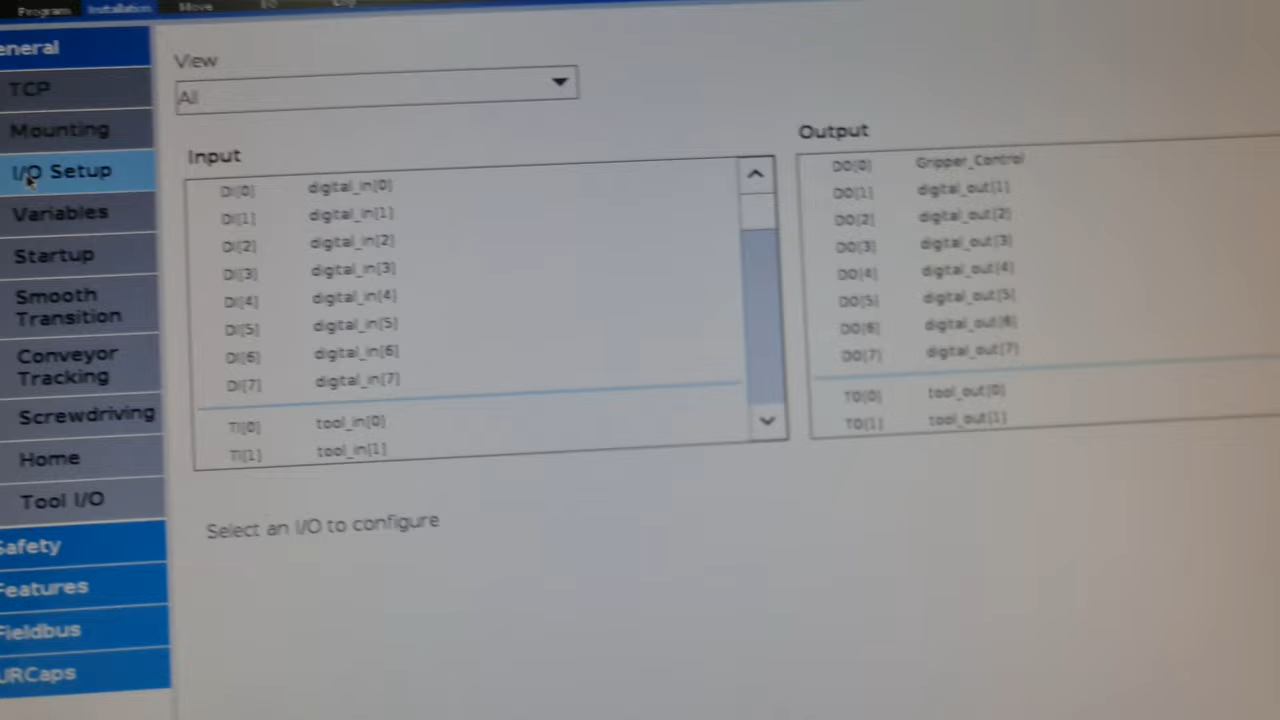 Program Installation Move I/O Log
eneral
TCP
Mounting
I/O Setup
Variables
Startup
Smooth
Transition
Conveyor
Tracking
Screwdriving
Home
Tool I/O
Safety
Features
Fieldbus
URCaps
View
All
Input
DI[0] digital_in[0]
DI[1] digital_in[1]
DI[2] digital_in[2]
DI[3] digital_in[3]
DI[4] digital_in[4]
DI[5] digital_in[5]
DI[6] digital_in[6]
DI[7] digital_in[7]
TI[0] tool_in[0]
TI[1] tool_in[1]
Output
DO[0] Gripper_Control
DO[1] digital_out[1]
DO[2] digital_out[2]
DO[3] digital_out[3]
DO[4] digital_out[4]
DO[5] digital_out[5]
DO[6] digital_out[6]
DO[7] digital_out[7]
TO[0] tool_out[0]
TO[1] tool_out[1]
Select an I/O to configure